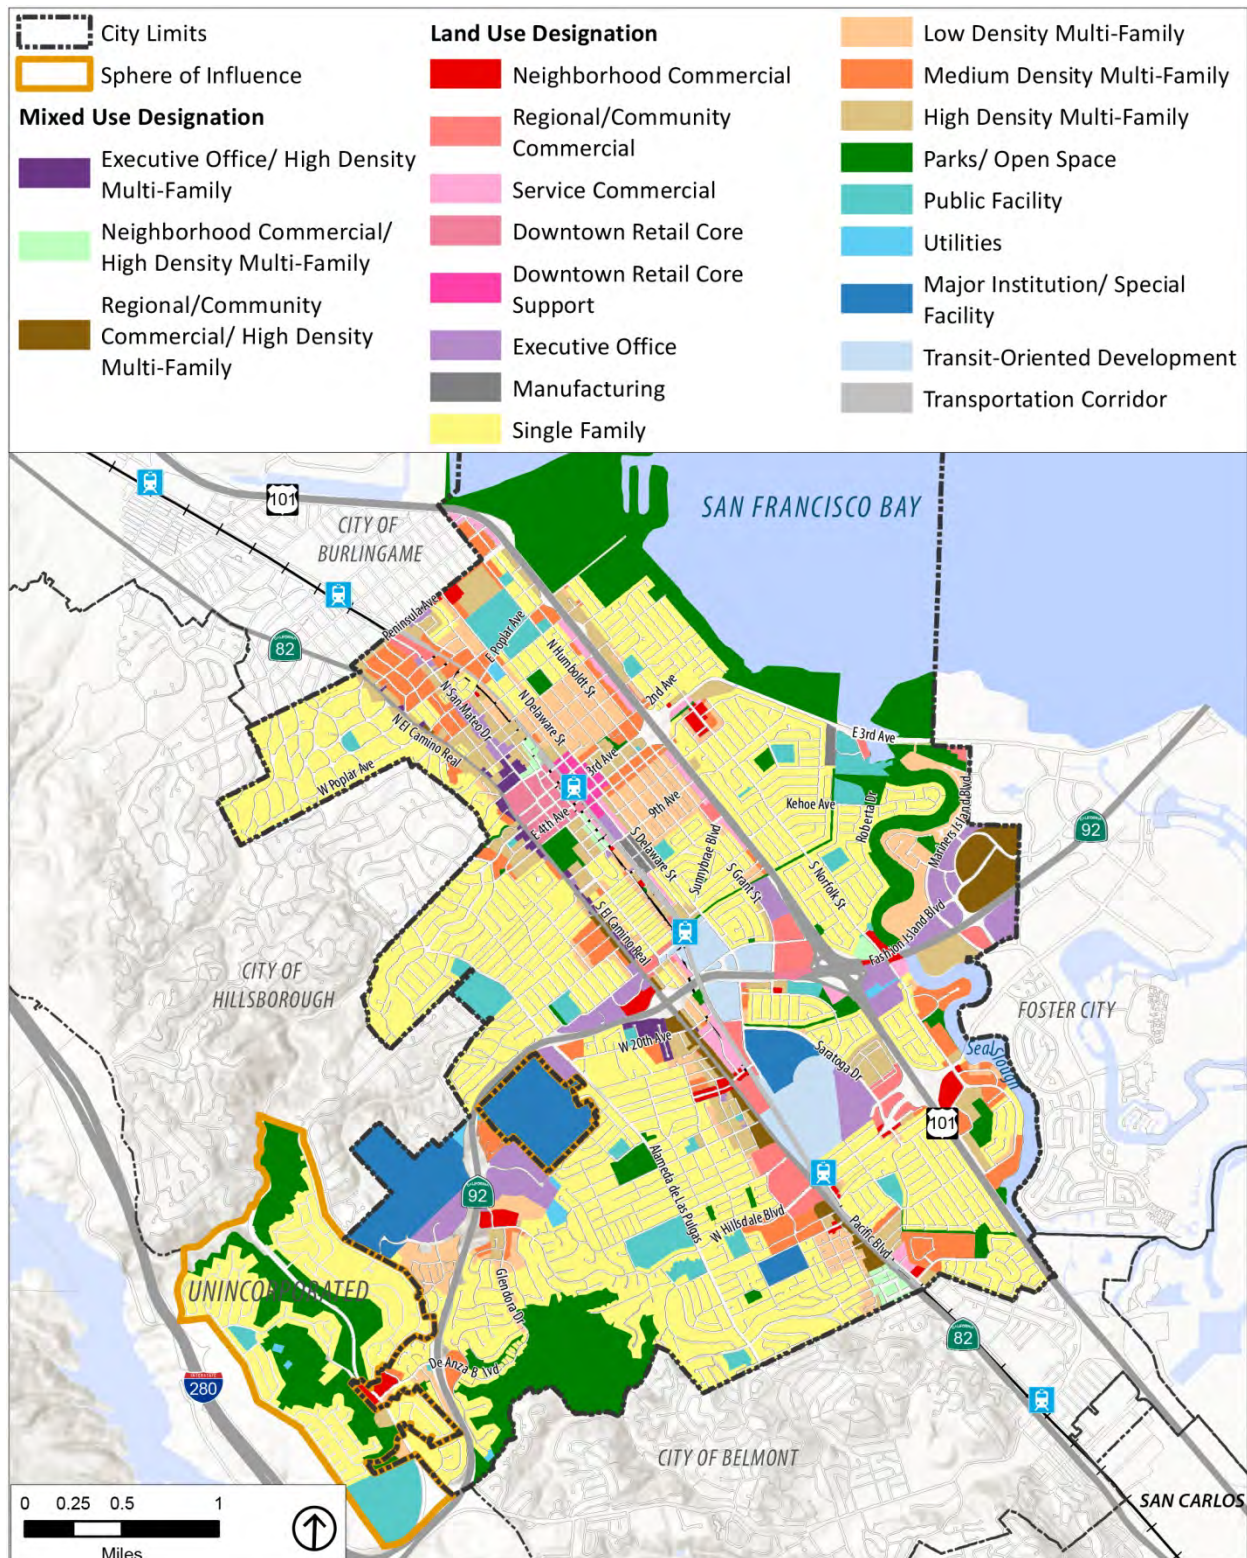 City Limits
Sphere of Influence
Mixed Use Designation
Executive Office/ High Density
Multi-Family
Neighborhood Commercial/
High Density Multi-Family
Regional/Community
Commercial/ High Density
Multi-Family
Land Use Designation
Neighborhood Commercial
Regional/Community
Commercial
Service Commercial
Downtown Retail Core
Downtown Retail Core
Support
Executive Office
Manufacturing
Single Family
Low Density Multi-Family
Medium Density Multi-Family
High Density Multi-Family
Parks/ Open Space
Public Facility
Utilities
Major Institution/ Special
Facility
Transit-Oriented Development
Transportation Corridor
101
SAN FRANCISCO BAY
CITY OF
BURLINGAME
Peninsula Ave
E Poplar Ave
82
N Humboldt St
2nd Ave
N San Mateo Dr
N Delaware St
N El Camino Real
E 3rd Ave
W Poplar Ave
3rd Ave
9th Ave
Kehoe Ave
Roberta Dr
Mariners Island Blvd
92
E 4th Ave
S Delaware St
Sunnybrae Blvd
S Grant St
S Norfolk St
S El Camino Real
Fashion Island Blvd
CITY OF
HILLSBOROUGH
FOSTER CITY
W 20th Ave
Saratoga Dr
Seal Slough
101
Alameda de Las Pulgas
92
W Hillsdale Blvd
Pacific Blvd
UNINCORPORATED
Glendora Dr
De Anza Blvd
82
INTERSTATE
280
CITY OF BELMONT
SAN CARLOS
0 0.25 0.5 1
Miles